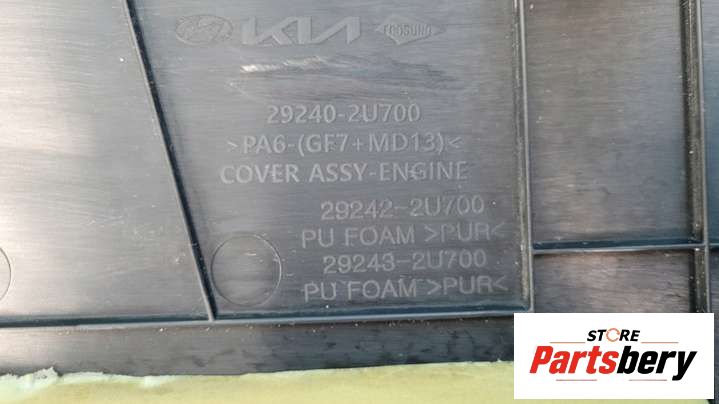 KIA TOOSUNG
29240-2U700
>PA6-(GF7+MD13)<
COVER ASSY-ENGINE
29242-2U700
PU FOAM >PUR<
29243-2U700
PU FOAM >PUR<
STORE
Partsbery